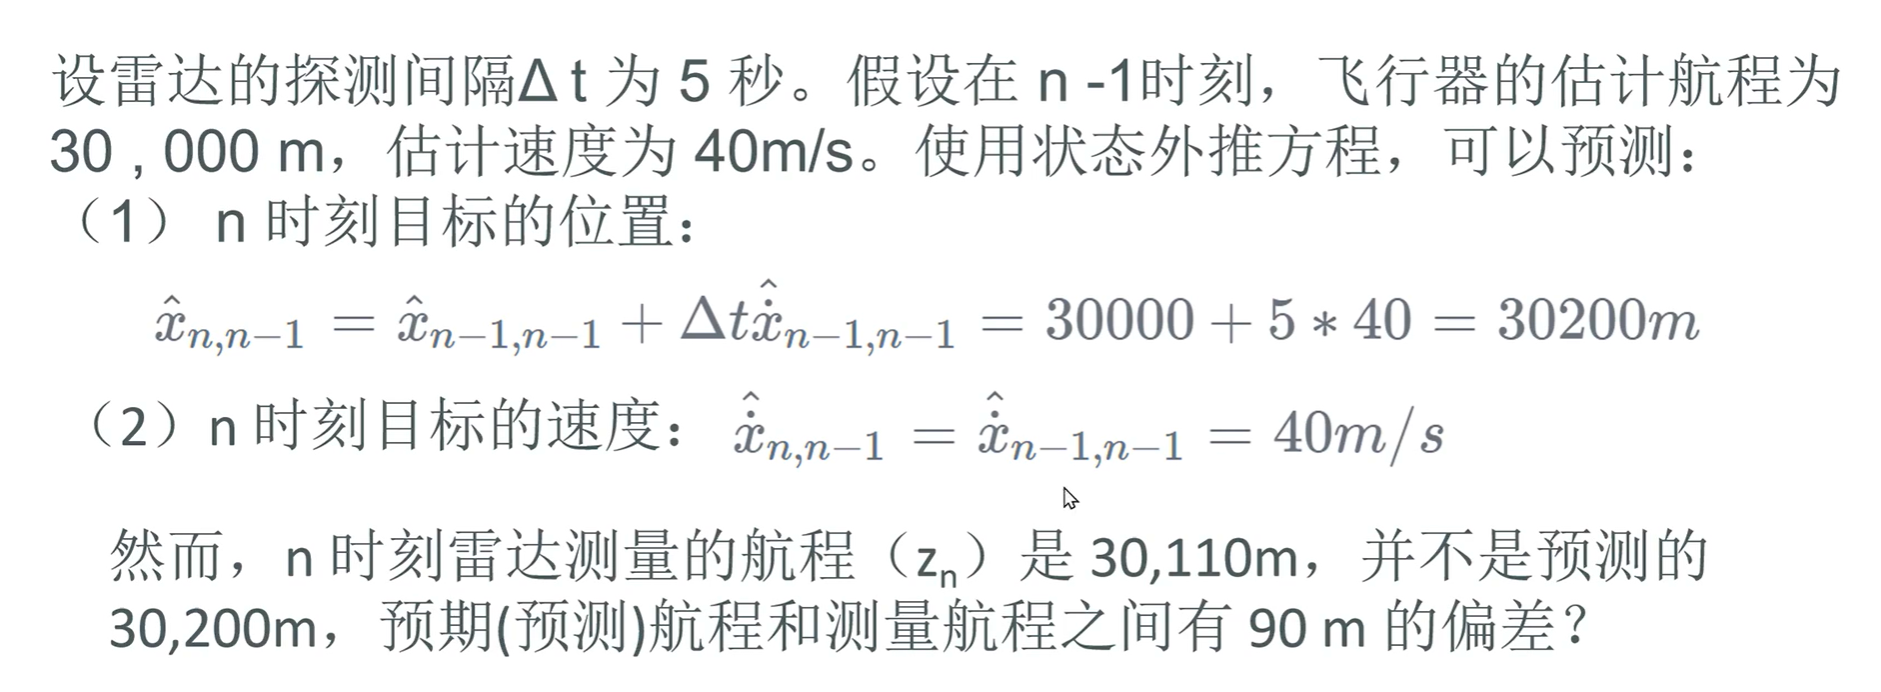 设雷达的探测间隔Δ t 为 5 秒。假设在 n -1时刻，飞行器的估计航程为
30 , 000 m，估计速度为 40m/s。使用状态外推方程，可以预测：
（1） n 时刻目标的位置：
$\hat{x}_{n,n-1} = \hat{x}_{n-1,n-1} + \Delta t\hat{\dot{x}}_{n-1,n-1} = 30000 + 5 * 40 = 30200m$
（2）n 时刻目标的速度： $\hat{\dot{x}}_{n,n-1} = \hat{\dot{x}}_{n-1,n-1} = 40m/s$
然而，n 时刻雷达测量的航程（zₙ）是 30,110m，并不是预测的
30,200m，预期(预测)航程和测量航程之间有 90 m 的偏差？